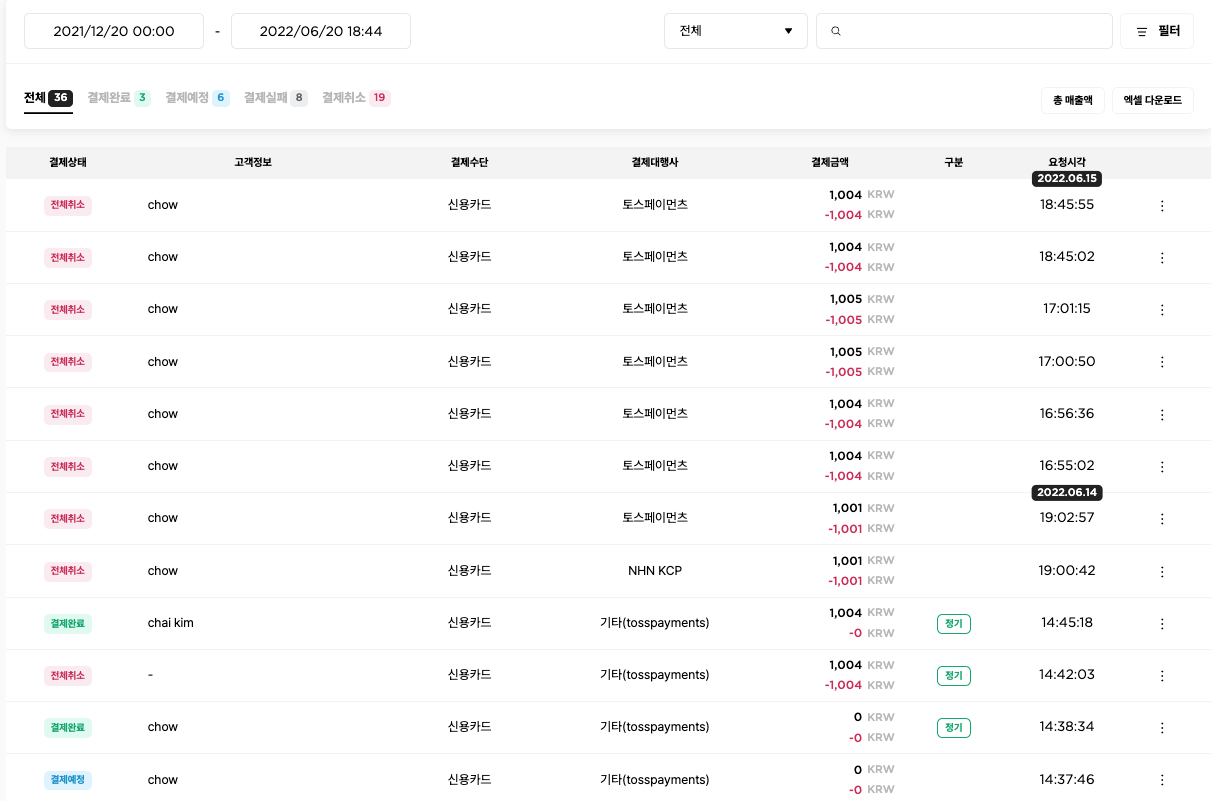 2021/12/20 00:00 - 2022/06/20 18:44 전체 ▼ 필터
전체 36 결제완료 3 결제예정 6 결제실패 8 결제취소 19 총 매출액 엑셀 다운로드
결제상태 고객정보 결제수단 결제대행사 결제금액 구분 요청시각
2022.06.15
1,004 KRW
전체취소 chow 신용카드 토스페이먼츠 18:45:55
-1,004 KRW
1,004 KRW
전체취소 chow 신용카드 토스페이먼츠 18:45:02
-1,004 KRW
1,005 KRW
전체취소 chow 신용카드 토스페이먼츠 17:01:15
-1,005 KRW
1,005 KRW
전체취소 chow 신용카드 토스페이먼츠 17:00:50
-1,005 KRW
1,004 KRW
전체취소 chow 신용카드 토스페이먼츠 16:56:36
-1,004 KRW
1,004 KRW
전체취소 chow 신용카드 토스페이먼츠 16:55:02
-1,004 KRW
2022.06.14
1,001 KRW
전체취소 chow 신용카드 토스페이먼츠 19:02:57
-1,001 KRW
1,001 KRW
전체취소 chow 신용카드 NHN KCP 19:00:42
-1,001 KRW
1,004 KRW
결제완료 chai kim 신용카드 기타(tosspayments) 정기 14:45:18
-0 KRW
1,004 KRW
전체취소 - 신용카드 기타(tosspayments) 정기 14:42:03
-1,004 KRW
0 KRW
결제완료 chow 신용카드 기타(tosspayments) 정기 14:38:34
-0 KRW
0 KRW
결제예정 chow 신용카드 기타(tosspayments) 14:37:46
-0 KRW